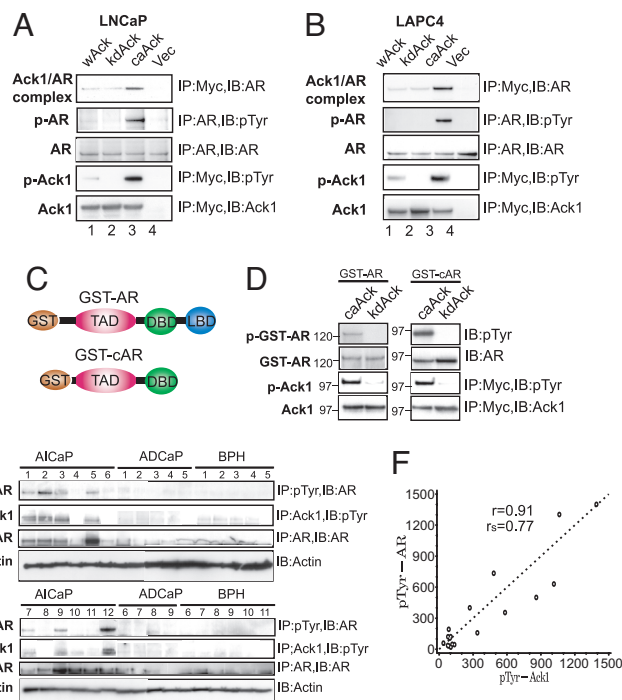 A
LNCaP
wAck kdAck caAck Vec
Ack1/AR complex IP:Myc,IB:AR
p-AR IP:AR,IB:pTyr
AR IP:AR,IB:AR
p-Ack1 IP:Myc,IB:pTyr
Ack1 IP:Myc,IB:Ack1
1 2 3 4
B
LAPC4
wAck kdAck caAck Vec
Ack1/AR complex IP:Myc,IB:AR
p-AR IP:AR,IB:pTyr
AR IP:AR,IB:AR
p-Ack1 IP:Myc,IB:pTyr
Ack1 IP:Myc,IB:Ack1
1 2 3 4
C
GST-AR
GST TAD DBD LBD
GST-cAR
GST TAD DBD
D
GST-AR GST-cAR
caAck kdAck caAck kdAck
p-GST-AR 120 97 IB:pTyr
GST-AR 120 97 IB:AR
p-Ack1 97 97 IP:Myc,IB:pTyr
Ack1 97 97 IP:Myc,IB:Ack1
AICaP ADCaP BPH
1 2 3 4 5 6 1 2 3 4 5 1 2 3 4 5
AR IP:pTyr,IB:AR
k1 IP:Ack1,IB:pTyr
AR IP:AR,IB:AR
tin IB:Actin
AICaP ADCaP BPH
7 8 9 10 11 12 6 7 8 9 6 7 8 9 10 11
AR IP:pTyr,IB:AR
k1 IP;Ack1,IB:pTyr
AR IP:AR,IB:AR
tin IB:Actin
F
r=0.91
rs=0.77
pTyr-AR
1500
1200
900
600
300
0
0 300 600 900 1200 1500
pTyr-Ack1